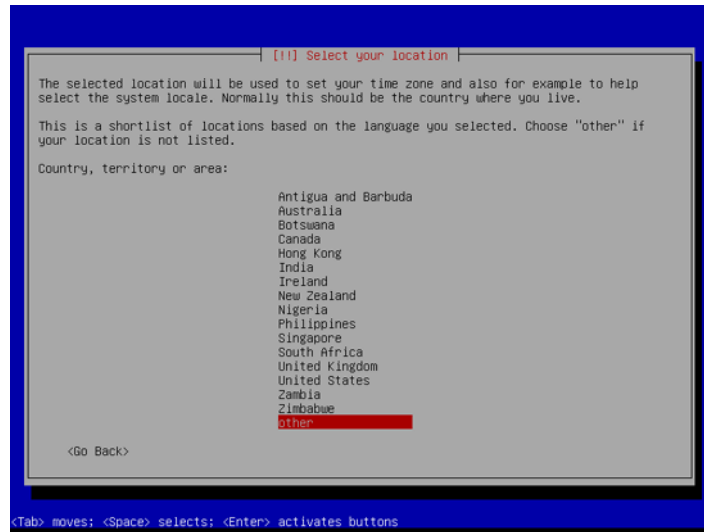 [!!] Select your location
The selected location will be used to set your time zone and also for example to help
select the system locale. Normally this should be the country where you live.
This is a shortlist of locations based on the language you selected. Choose "other" if
your location is not listed.
Country, territory or area:
Antigua and Barbuda
Australia
Botswana
Canada
Hong Kong
India
Ireland
New Zealand
Nigeria
Philippines
Singapore
South Africa
United Kingdom
United States
Zambia
Zimbabwe
other
<Go Back>
<Tab> moves; <Space> selects; <Enter> activates buttons